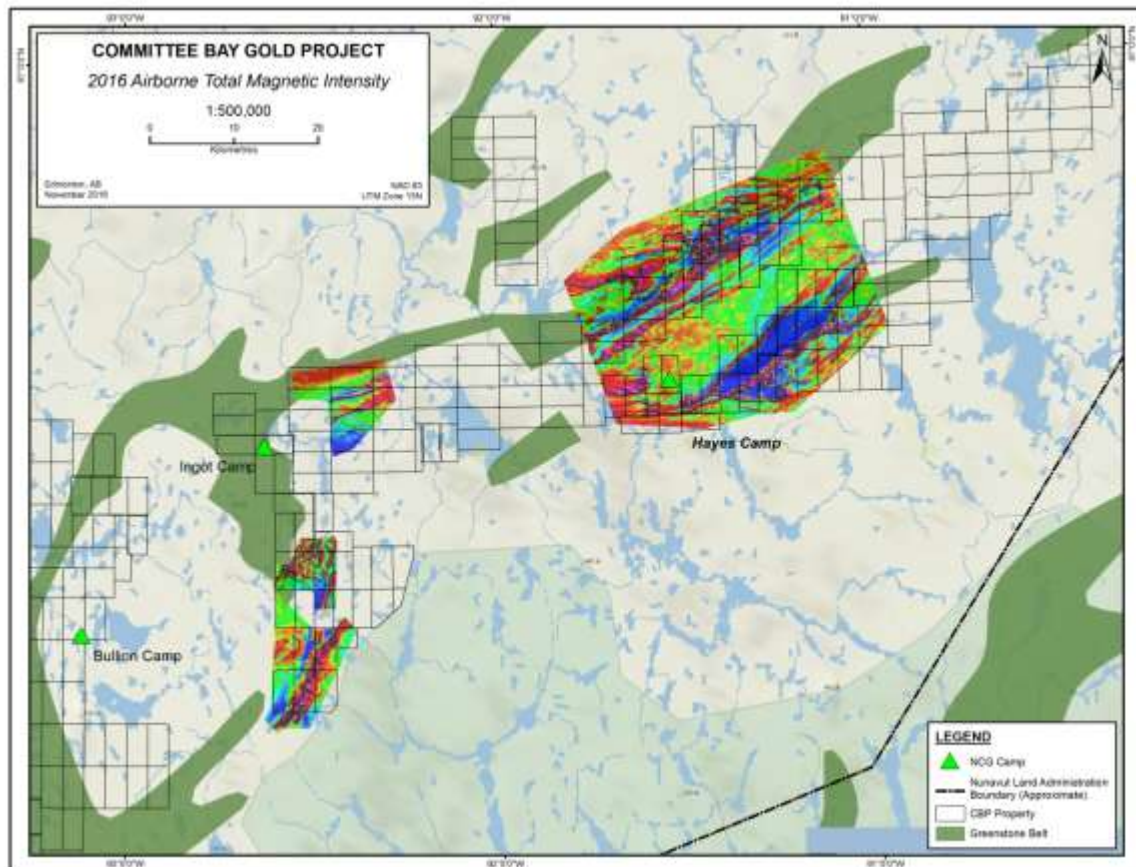 COMMITTEE BAY GOLD PROJECT
2016 Airborne Total Magnetic Intensity
1:500,000
0 10 20
Kilometres
Edmonton, AB
November 2016
NAD 83
UTM Zone 15N
N
Hayes Camp
Ingot Camp
Bullion Camp
LEGEND
NCG Camp
Nunavut Land Administration
Boundary (Approximate)
CBP Property
Greenstone Belt